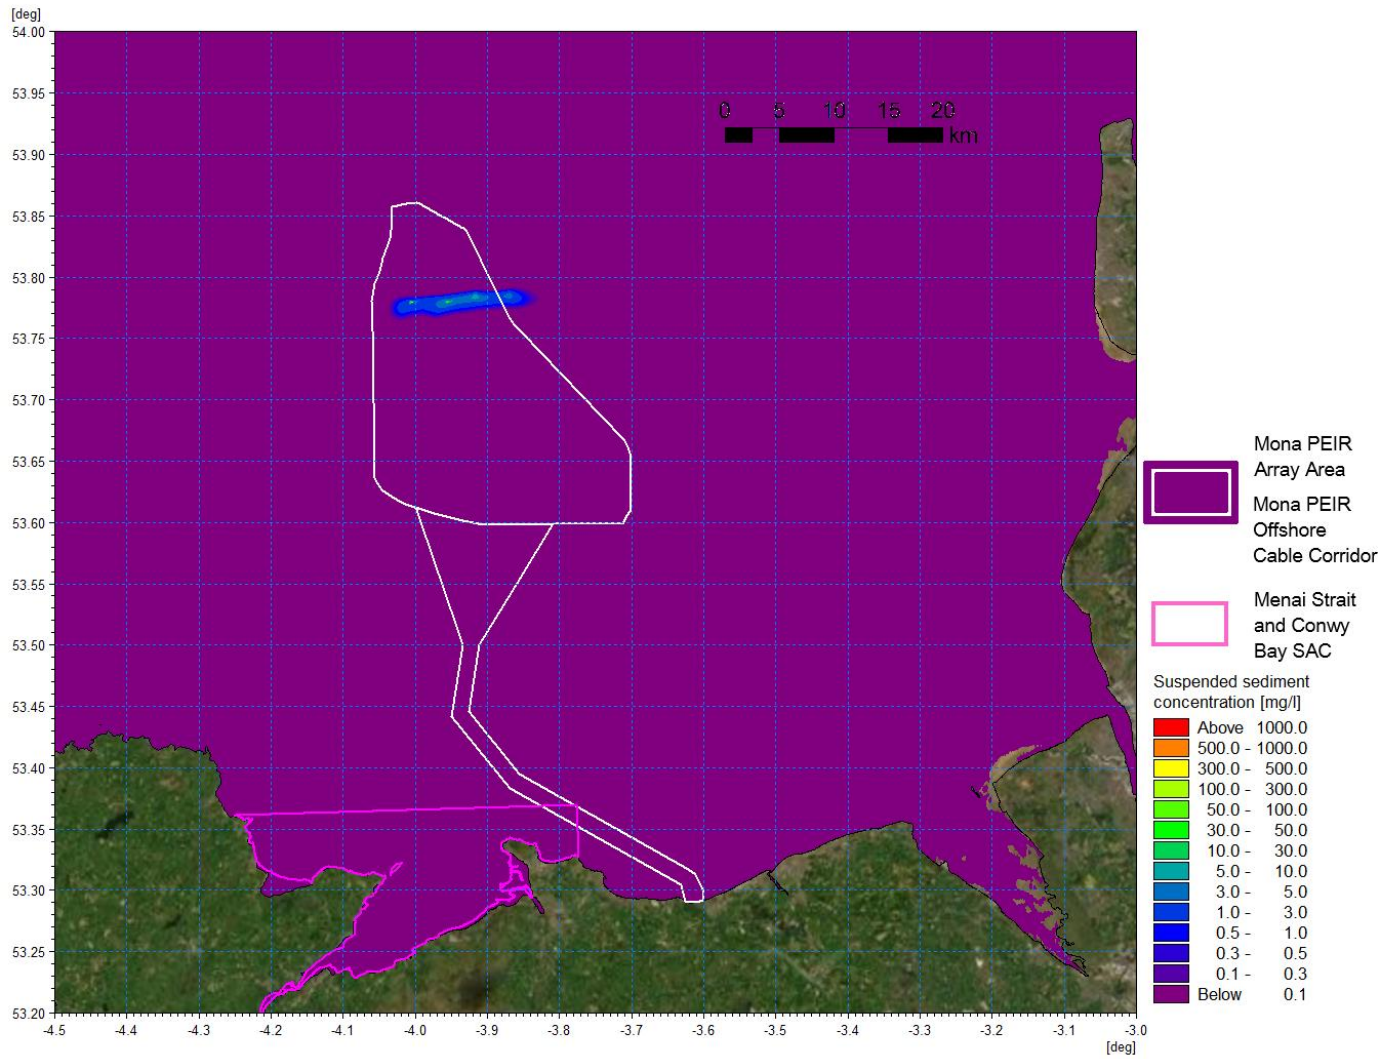 [deg]
54.00
53.95
53.90
53.85
53.80
53.75
53.70
53.65
53.60
53.55
53.50
53.45
53.40
53.35
53.30
53.25
53.20
0 5 10 15 20
km
Mona PEIR
Array Area
Mona PEIR
Offshore
Cable Corridor
Menai Strait
and Conwy
Bay SAC
Suspended sediment
concentration [mg/l]
Above 1000.0
500.0 - 1000.0
300.0 - 500.0
100.0 - 300.0
50.0 - 100.0
30.0 - 50.0
10.0 - 30.0
5.0 - 10.0
3.0 - 5.0
1.0 - 3.0
0.5 - 1.0
0.3 - 0.5
0.1 - 0.3
Below 0.1
-4.5 -4.4 -4.3 -4.2 -4.1 -4.0 -3.9 -3.8 -3.7 -3.6 -3.5 -3.4 -3.3 -3.2 -3.1 -3.0
[deg]